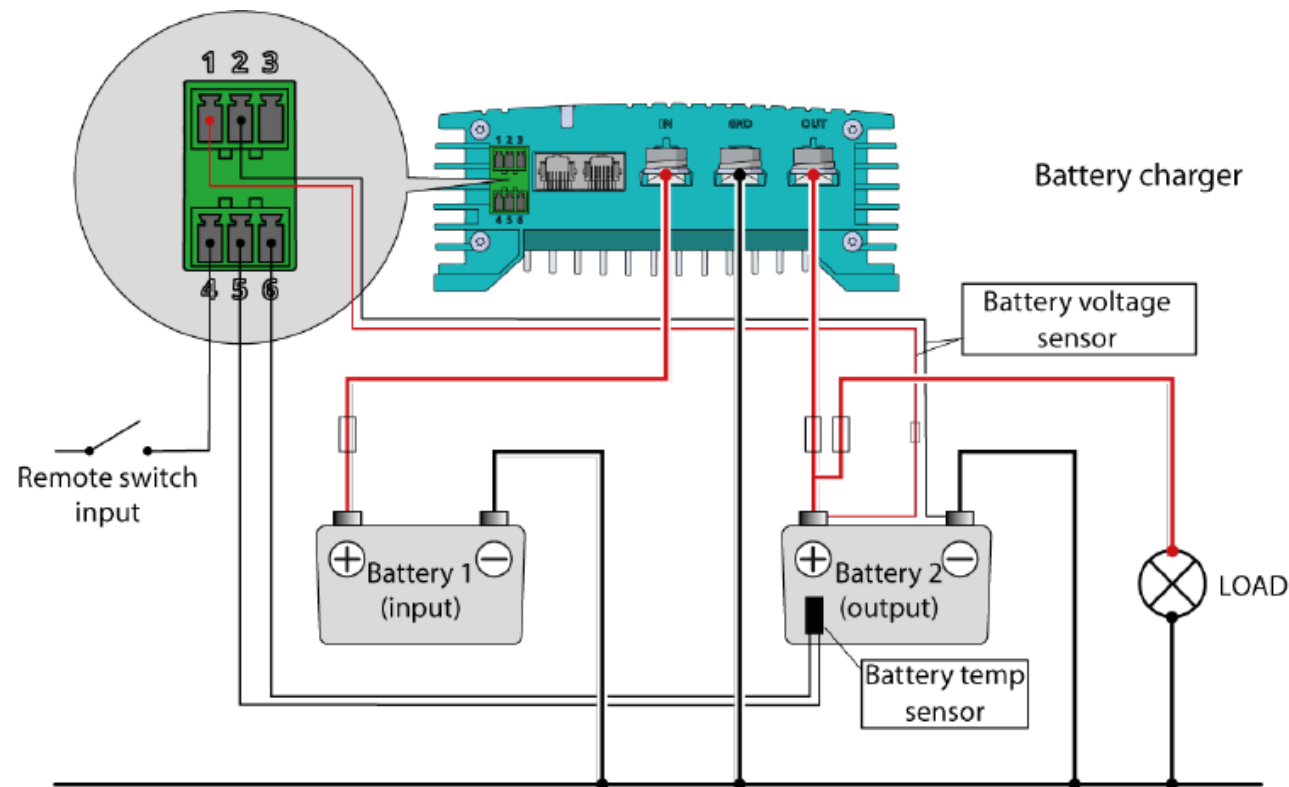 1 2 3
4 5 6
1 2 3
4 5 6
IN
GND
OUT
Battery charger
Battery voltage
sensor
Remote switch
input
+
−
Battery 1
(input)
+
−
Battery 2
(output)
LOAD
Battery temp
sensor